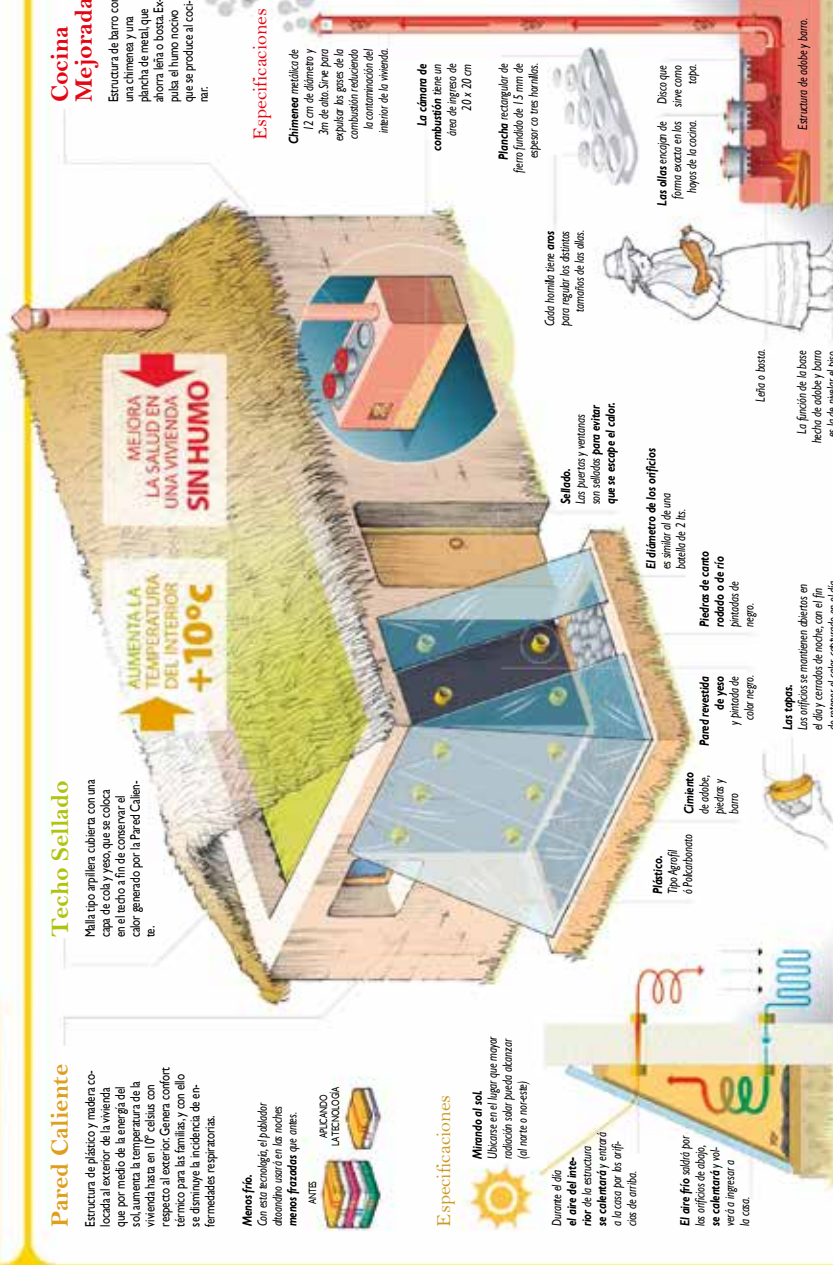 Pared Caliente
Estructura de plástico y madera co-
locada al exterior de la vivienda
que por medio de la energía del
sol, aumenta la temperatura de la
vivienda hasta en 10° celsius con
respecto al exterior. Genera confort
térmico para las familias, y con ello
se disminuye la incidencia de en-
fermedades respiratorias.
Menos frío.
Con esta tecnología, el poblador
altoandino usará en las noches
menos frazadas que antes.
ANTES
APLICANDO
LA TECNOLOGÍA
Especificaciones
Mirando al sol.
Ubicarse en el lugar que mayor
radiación solar pueda alcanzar
(al norte o nor-este)
Durante el día
el aire del inte-
rior de la estructura
se calentará y entrará
a la casa por los orifi-
cios de arriba.
El aire frío saldrá por
los orificios de abajo,
se calentará y vol-
verá a ingresar a
la casa.
Techo Sellado
Malla tipo arpillera cubierta con una
capa de cola y yeso, que se coloca
en el techo a fin de conservar el
calor generado por la Pared Calien-
te.
AUMENTA LA
TEMPERATURA
DEL INTERIOR
+10°C
MEJORA
LA SALUD EN
UNA VIVIENDA
SIN HUMO
Plástico.
Tipo Agrofil
ó Policarbonato
Cimiento
de adobe,
piedras y
barro
Pared revestida
de yeso
y pintada de
color negro.
Piedras de canto
rodado o de río
pintadas de
negro.
El diámetro de los orificios
es similar al de una
botella de 2 lts.
Sellado.
Las puertas y ventanas
son selladas para evitar
que se escape el calor.
Las tapas.
Los orificios se mantienen abiertos en
el día y cerrados de noche, con el fin
Cocina
Mejorada
Estructura de barro con
una chimenea y una
plancha de metal, que
ahorra leña o bosta. Ex-
pulsa el humo nocivo
que se produce al coci-
nar.
Especificaciones
Chimenea metálica de
12 cm de diámetro y
3m de alto. Sirve para
expulsar los gases de la
combustión reduciendo
la contaminación del
interior de la vivienda.
La cámara de
combustión tiene un
área de ingreso de
20 x 20 cm
Plancha rectangular de
fierro fundido de 15 mm de
espesor co tres hornillas.
Cada hornilla tiene aros
para regular los distintos
tamaños de las ollas.
Las ollas encajan de
forma exacta en los
hoyos de la cocina.
Disco que
sirve como
tapa.
Estructura de adobe y barro.
Leña o bosta.
La función de la base
hecha de adobe y barro